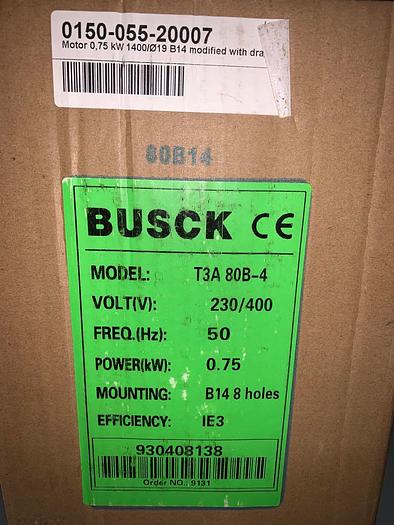 0150-055-20007
Motor 0,75 kW 1400/Ø19 B14 modified with dra
80B14
BUSCK CE
MODEL: T3A 80B-4
VOLT(V): 230/400
FREQ.(Hz): 50
POWER(kW): 0.75
MOUNTING: B14 8 holes
EFFICIENCY: IE3
930408138
Order NO.: 9131